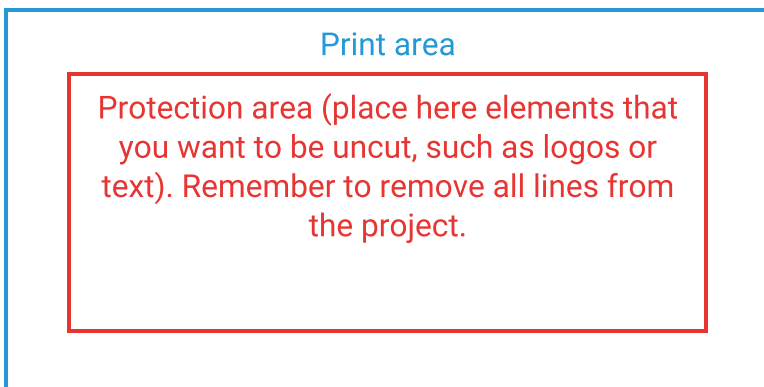 Print area
Protection area (place here elements that
you want to be uncut, such as logos or
text). Remember to remove all lines from
the project.